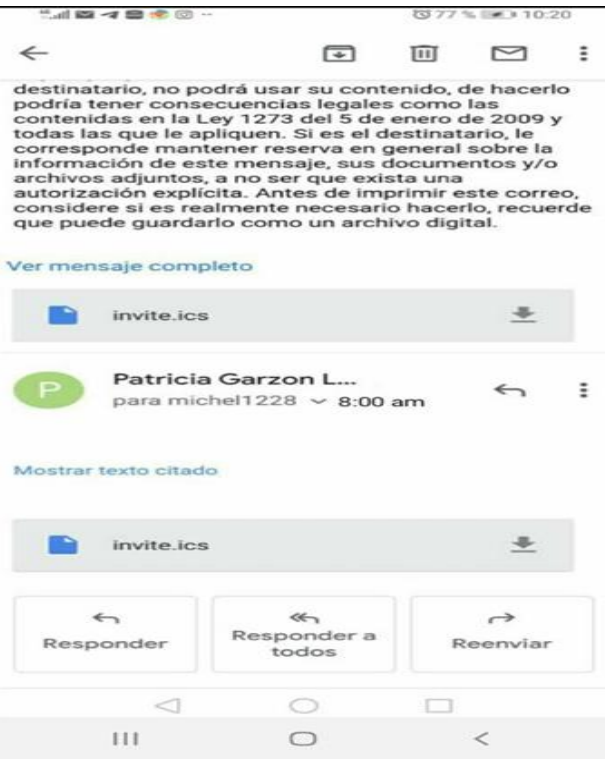 77 % 10:20
destinatario, no podrá usar su contenido, de hacerlo
podría tener consecuencias legales como las
contenidas en la Ley 1273 del 5 de enero de 2009 y
todas las que le apliquen. Si es el destinatario, le
corresponde mantener reserva en general sobre la
información de este mensaje, sus documentos y/o
archivos adjuntos, a no ser que exista una
autorización explícita. Antes de imprimir este correo,
considere si es realmente necesario hacerlo, recuerde
que puede guardarlo como un archivo digital.
Ver mensaje completo
invite.ics
P
Patricia Garzon L...
para michel1228 8:00 am
Mostrar texto citado
invite.ics
Responder
Responder a
todos
Reenviar